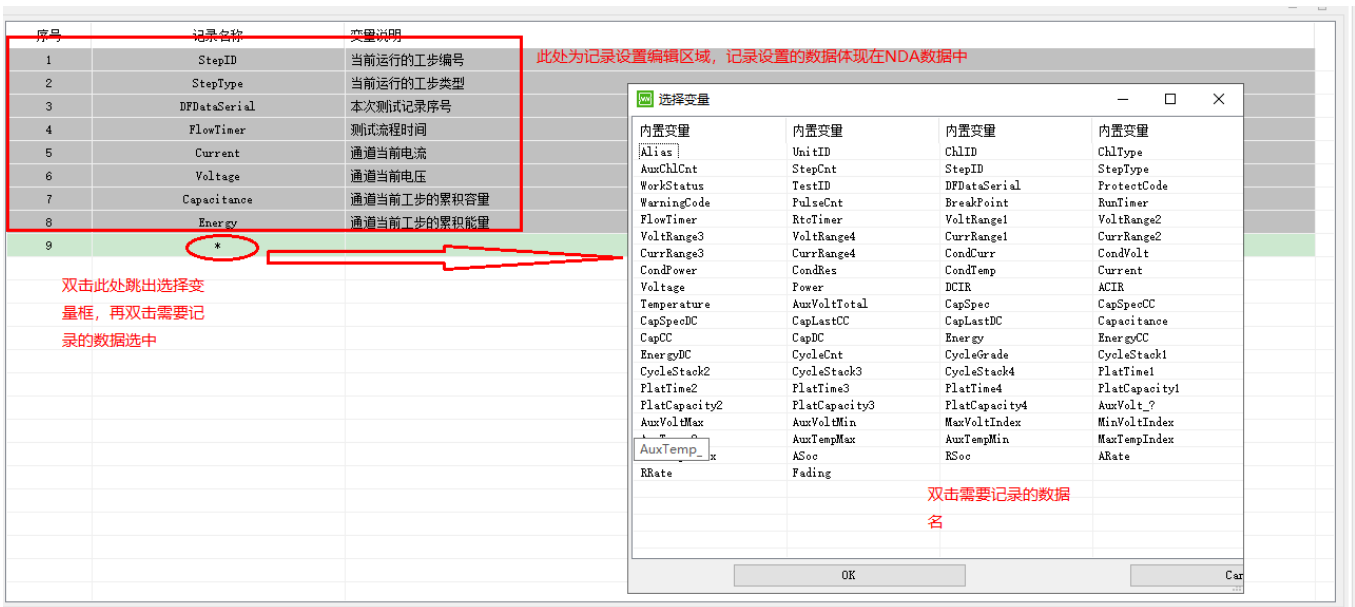 序号 记录名称 变量说明
1 StepID 当前运行的工步编号
2 StepType 当前运行的工步类型
3 DFDataSerial 本次测试记录序号
4 FlowTimer 测试流程时间
5 Current 通道当前电流
6 Voltage 通道当前电压
7 Capacitance 通道当前工步的累积容量
8 Energy 通道当前工步的累积能量
9 *
此处为记录设置编辑区域，记录设置的数据体现在NDA数据中
双击此处跳出选择变
量框，再双击需要记
录的数据选中
选择变量
内置变量 内置变量 内置变量 内置变量
Alias UnitID ChlID ChlType
AuxChlCnt StepCnt StepID StepType
WorkStatus TestID DFDataSerial ProtectCode
WarningCode PulseCnt BreakPoint RunTimer
FlowTimer RtcTimer VoltRange1 VoltRange2
VoltRange3 VoltRange4 CurrRange1 CurrRange2
CurrRange3 CurrRange4 CondCurr CondVolt
CondPower CondRes CondTemp Current
Voltage Power DCIR ACIR
Temperature AuxVoltTotal CapSpec CapSpecCC
CapSpecDC CapLastCC CapLastDC Capacitance
CapCC CapDC Energy EnergyCC
EnergyDC CycleCnt CycleGrade CycleStack1
CycleStack2 CycleStack3 CycleStack4 PlatTime1
PlatTime2 PlatTime3 PlatTime4 PlatCapacity1
PlatCapacity2 PlatCapacity3 PlatCapacity4 AuxVolt_?
AuxVoltMax AuxVoltMin MaxVoltIndex MinVoltIndex
AuxTempMax AuxTempMin MaxTempIndex
AuxTemp_
x ASoc RSoc ARate
RRate Fading
双击需要记录的数据
名
OK Can